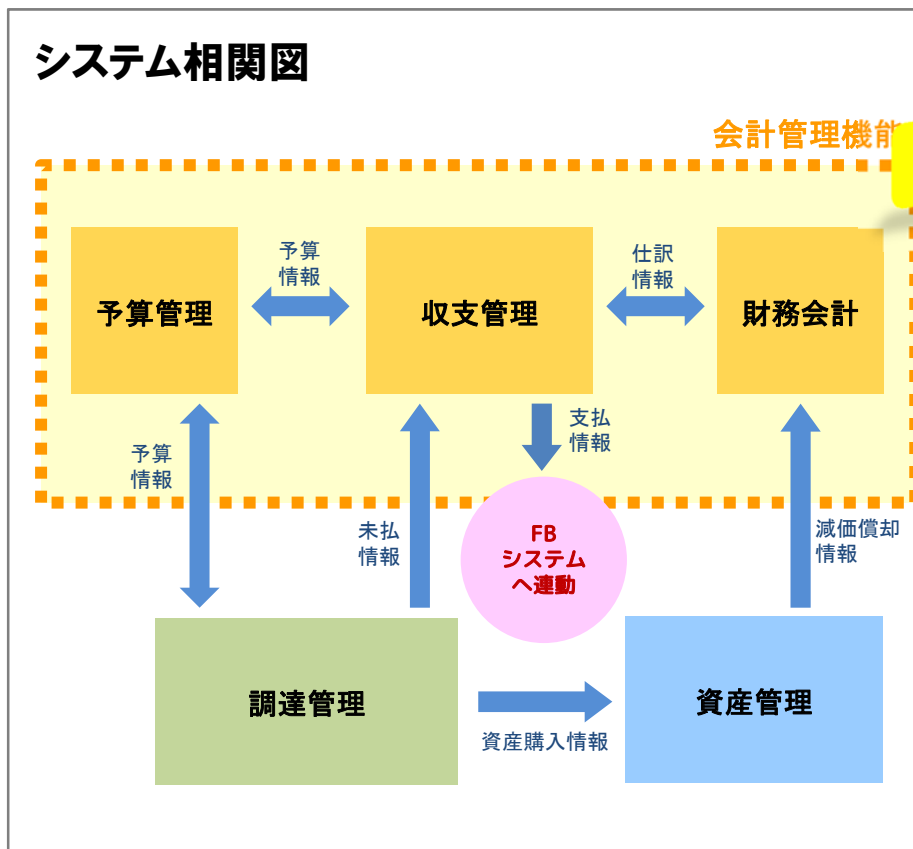 システム相関図
会計管理機能
予算
情報
仕訳
情報
予算管理
収支管理
財務会計
支払
情報
予算
情報
未払
情報
FB
システム
へ連動
減価償却
情報
調達管理
資産管理
資産購入情報